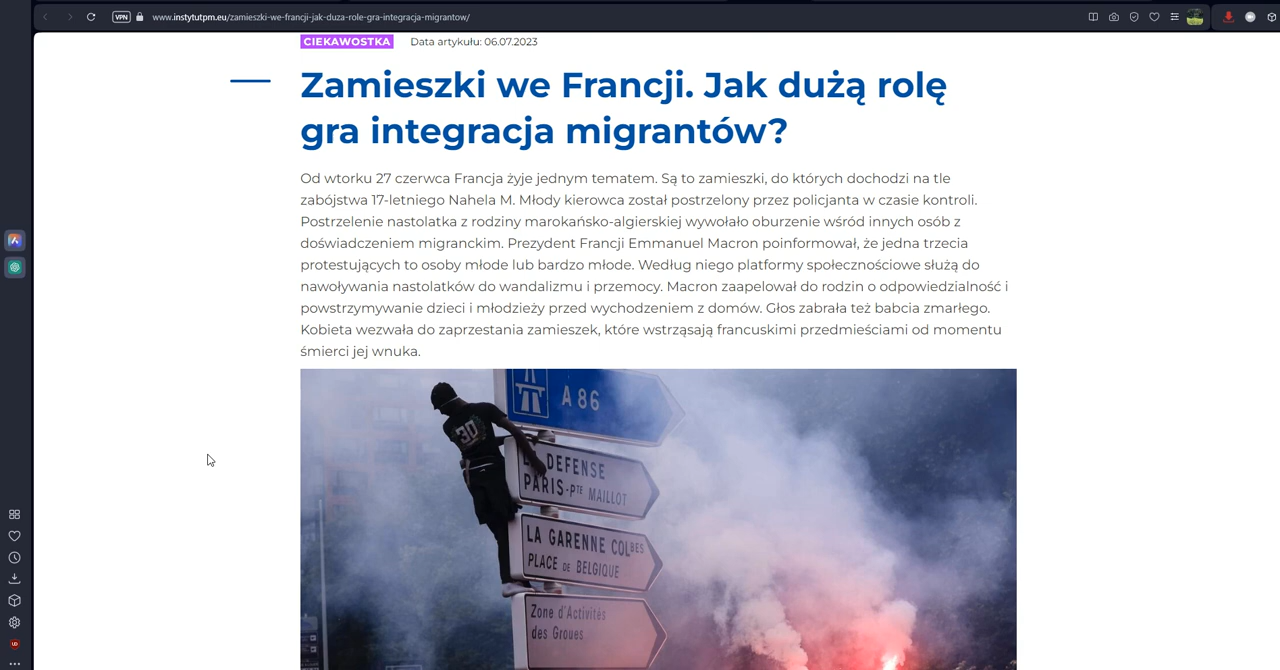 VPN
www.instytutpm.eu/zamieszki-we-francji-jak-duza-role-gra-integracja-migrantow/
CIEKAWOSTKA Data artykułu: 06.07.2023
Zamieszki we Francji. Jak dużą rolę
gra integracja migrantów?
Od wtorku 27 czerwca Francja żyje jednym tematem. Są to zamieszki, do których dochodzi na tle
zabójstwa 17-letniego Nahela M. Młody kierowca został postrzelony przez policjanta w czasie kontroli.
Postrzelenie nastolatka z rodziny marokańsko-algierskiej wywołało oburzenie wśród innych osób z
doświadczeniem migranckim. Prezydent Francji Emmanuel Macron poinformował, że jedna trzecia
protestujących to osoby młode lub bardzo młode. Według niego platformy społecznościowe służą do
nawoływania nastolatków do wandalizmu i przemocy. Macron zaapelował do rodzin o odpowiedzialność i
powstrzymywanie dzieci i młodzieży przed wychodzeniem z domów. Głos zabrała też babcia zmarłego.
Kobieta wezwała do zaprzestania zamieszek, które wstrząsają francuskimi przedmieściami od momentu
śmierci jej wnuka.
A 86
30
DEFENSE
PARIS-PTE MAILLOT
LA GARENNE COLBES
PLACE DE BELGIQUE
Zone d'Activités
des Groues